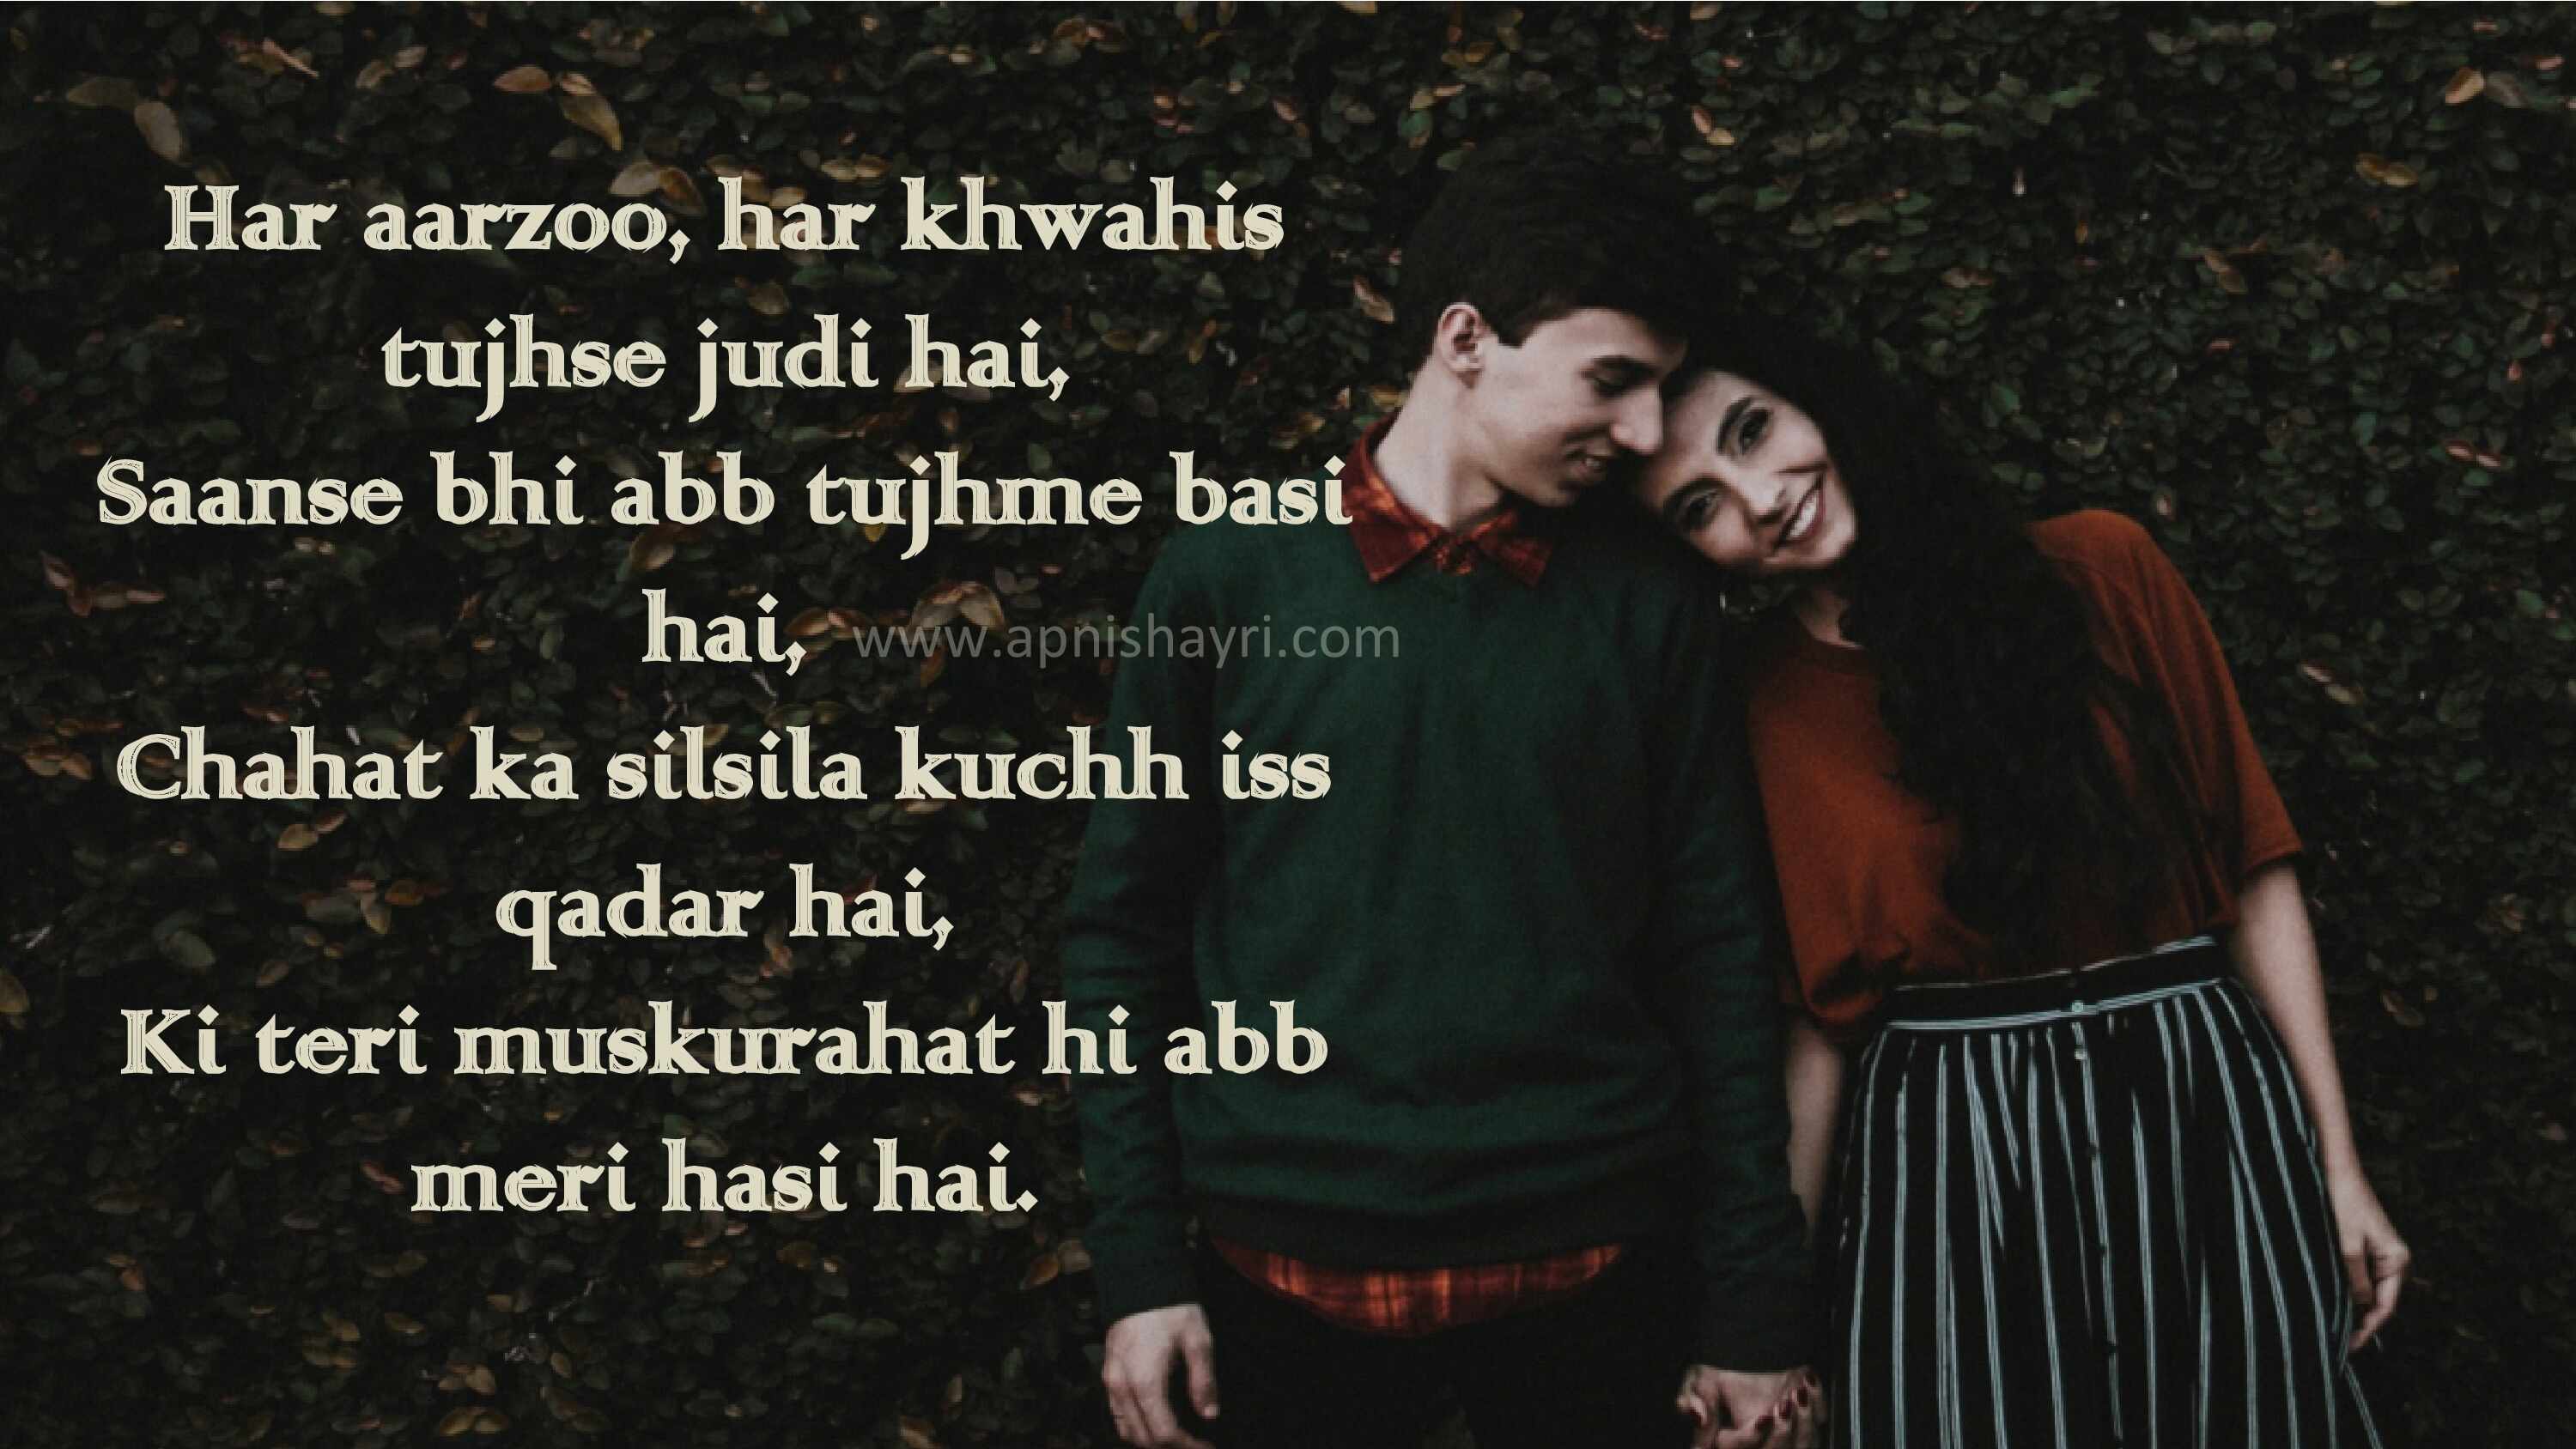 Har aarzoo, har khwahis
tujhse judi hai,
Saanse bhi abb tujhme basi
hai,
www.apnishayri.com
Chahat ka silsila kuchh iss
qadar hai,
Ki teri muskurahat hi abb
meri hasi hai.